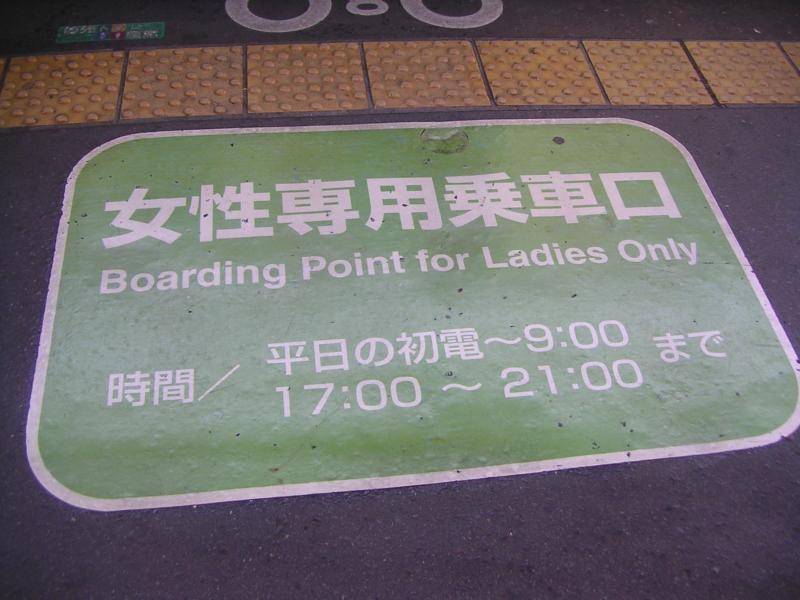 女性専用乗車口
Boarding Point for Ladies Only
時間／ 平日の初電～9:00 まで
17:00 ～ 21:00